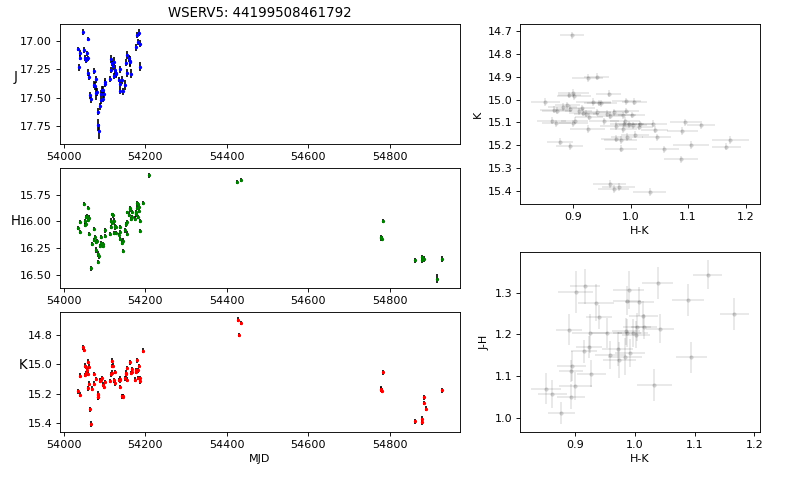 WSERV5: 44199508461792
J
17.00
17.25
17.50
17.75
54000 54200 54400 54600 54800
H
15.75
16.00
16.25
16.50
54000 54200 54400 54600 54800
K
14.8
15.0
15.2
15.4
54000 54200 54400 54600 54800
MJD
K
14.7
14.8
14.9
15.0
15.1
15.2
15.3
15.4
0.9 1.0 1.1 1.2
H-K
J-H
1.3
1.2
1.1
1.0
0.9 1.0 1.1 1.2
H-K